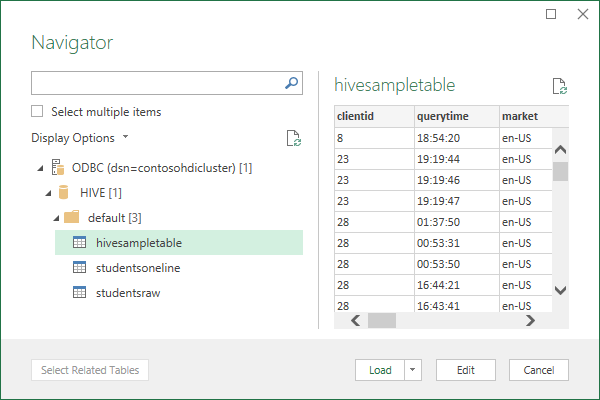 Navigator
Select multiple items
Display Options
ODBC (dsn=contosohdicluster) [1]
HIVE [1]
default [3]
hivesampletable
studentsoneline
studentsraw
hivesampletable
clientid querytime market
8 18:54:20 en-US
23 19:19:44 en-US
23 19:19:46 en-US
23 19:19:47 en-US
28 01:37:50 en-US
28 00:53:31 en-US
28 00:53:50 en-US
28 16:44:21 en-US
28 16:43:41 en-US
Select Related Tables
Load
Edit
Cancel